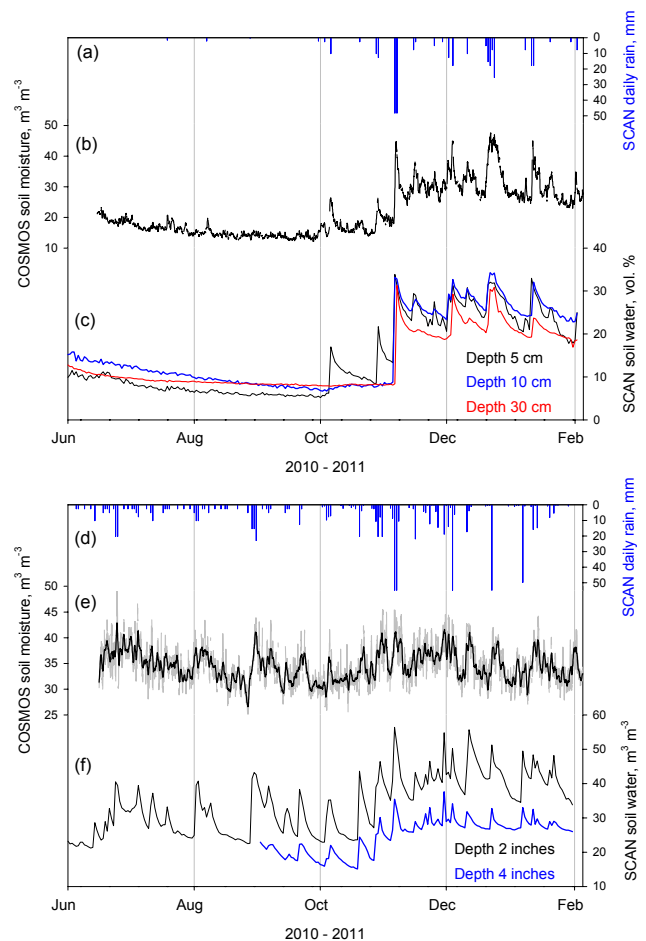 (a)
0
10
20
30
40
50
SCAN daily rain, mm
COSMOS soil moisture, m³ m⁻³
(b)
50
40
30
20
10
40
30
20
10
0
SCAN soil water, vol. %
(c)
Depth 5 cm
Depth 10 cm
Depth 30 cm
Jun Aug Oct Dec Feb
2010 - 2011
(d)
0
10
20
30
40
50
SCAN daily rain, mm
COSMOS soil moisture, m³ m⁻³
(e)
50
45
40
35
30
25
60
50
40
30
20
10
SCAN soil water, m³ m⁻³
(f)
Depth 2 inches
Depth 4 inches
Jun Aug Oct Dec Feb
2010 - 2011